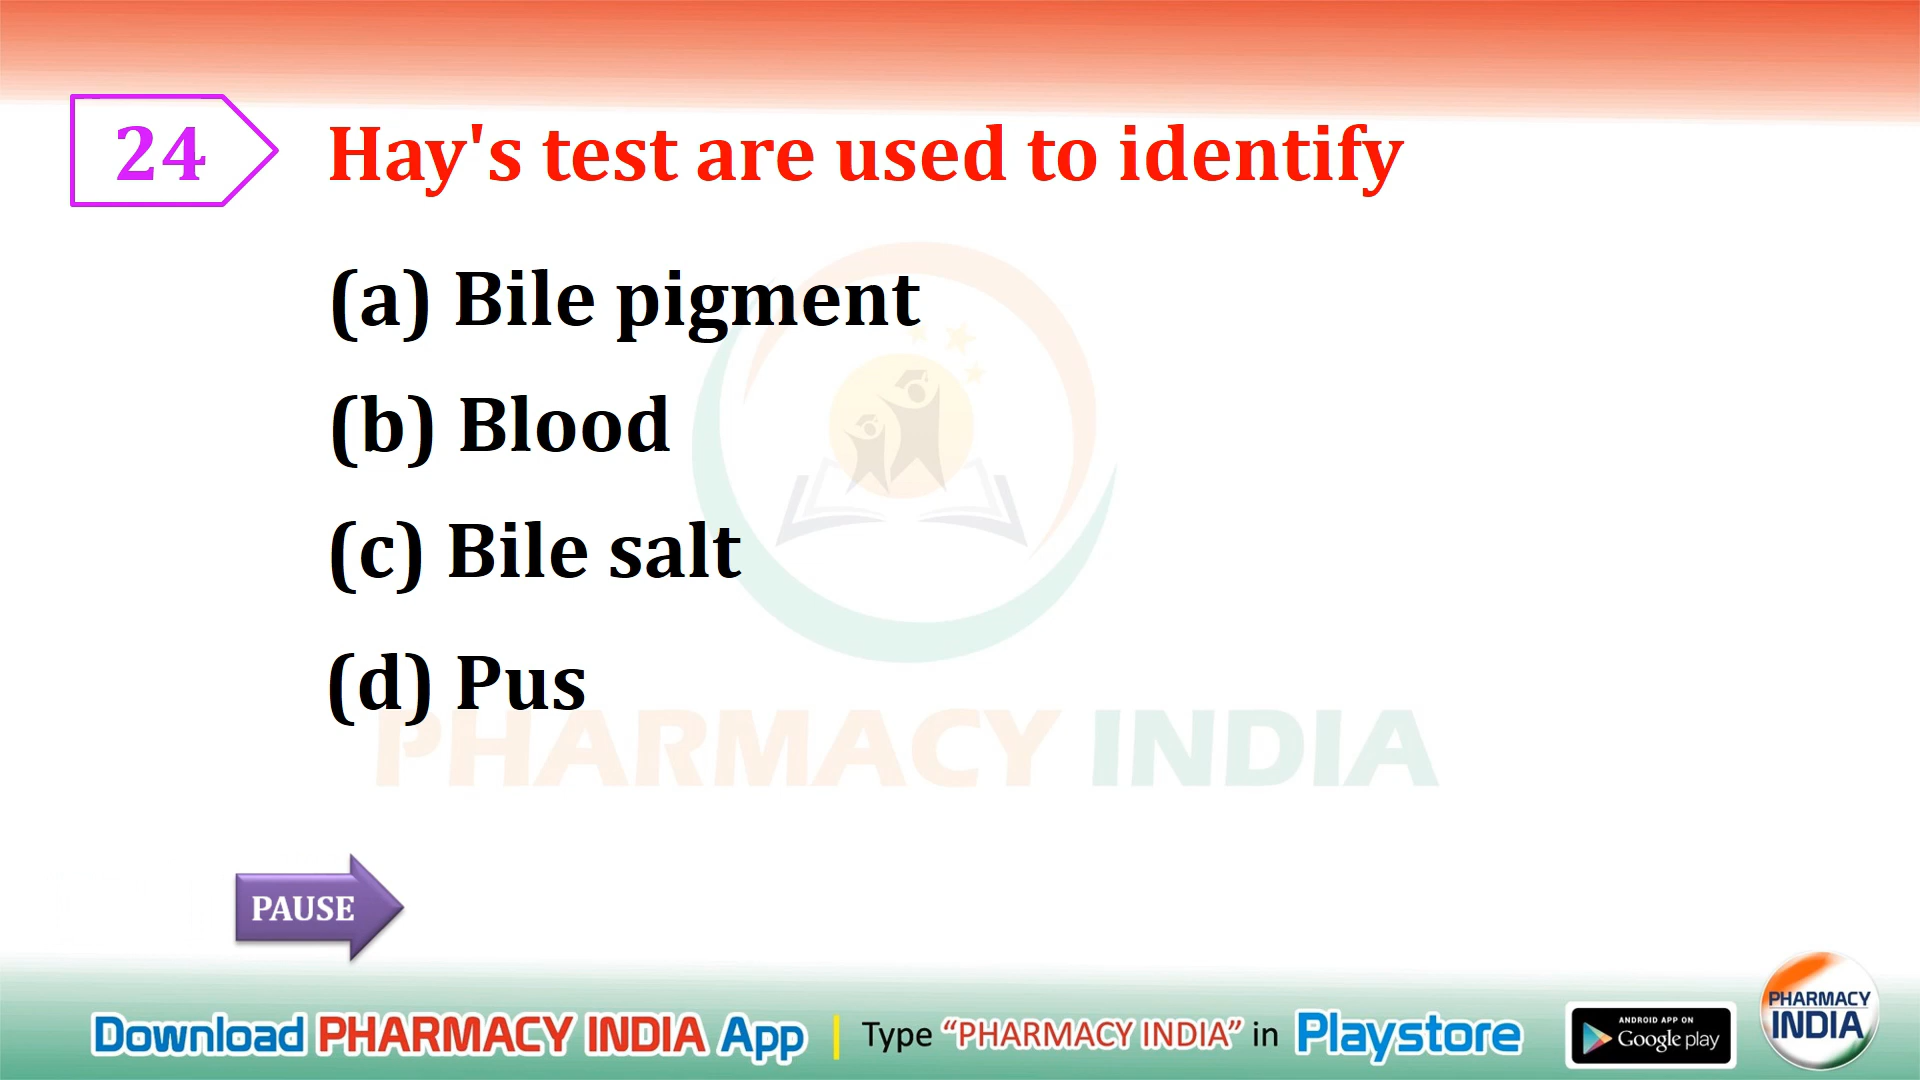 24 Hay's test are used to identify
(a) Bile pigment
(b) Blood
(c) Bile salt
(d) Pus
PHARMACY INDIA
PAUSE
Download PHARMACY INDIA App | Type “PHARMACY INDIA” in Playstore
ANDROID APP ON
Google play
PHARMACY
INDIA